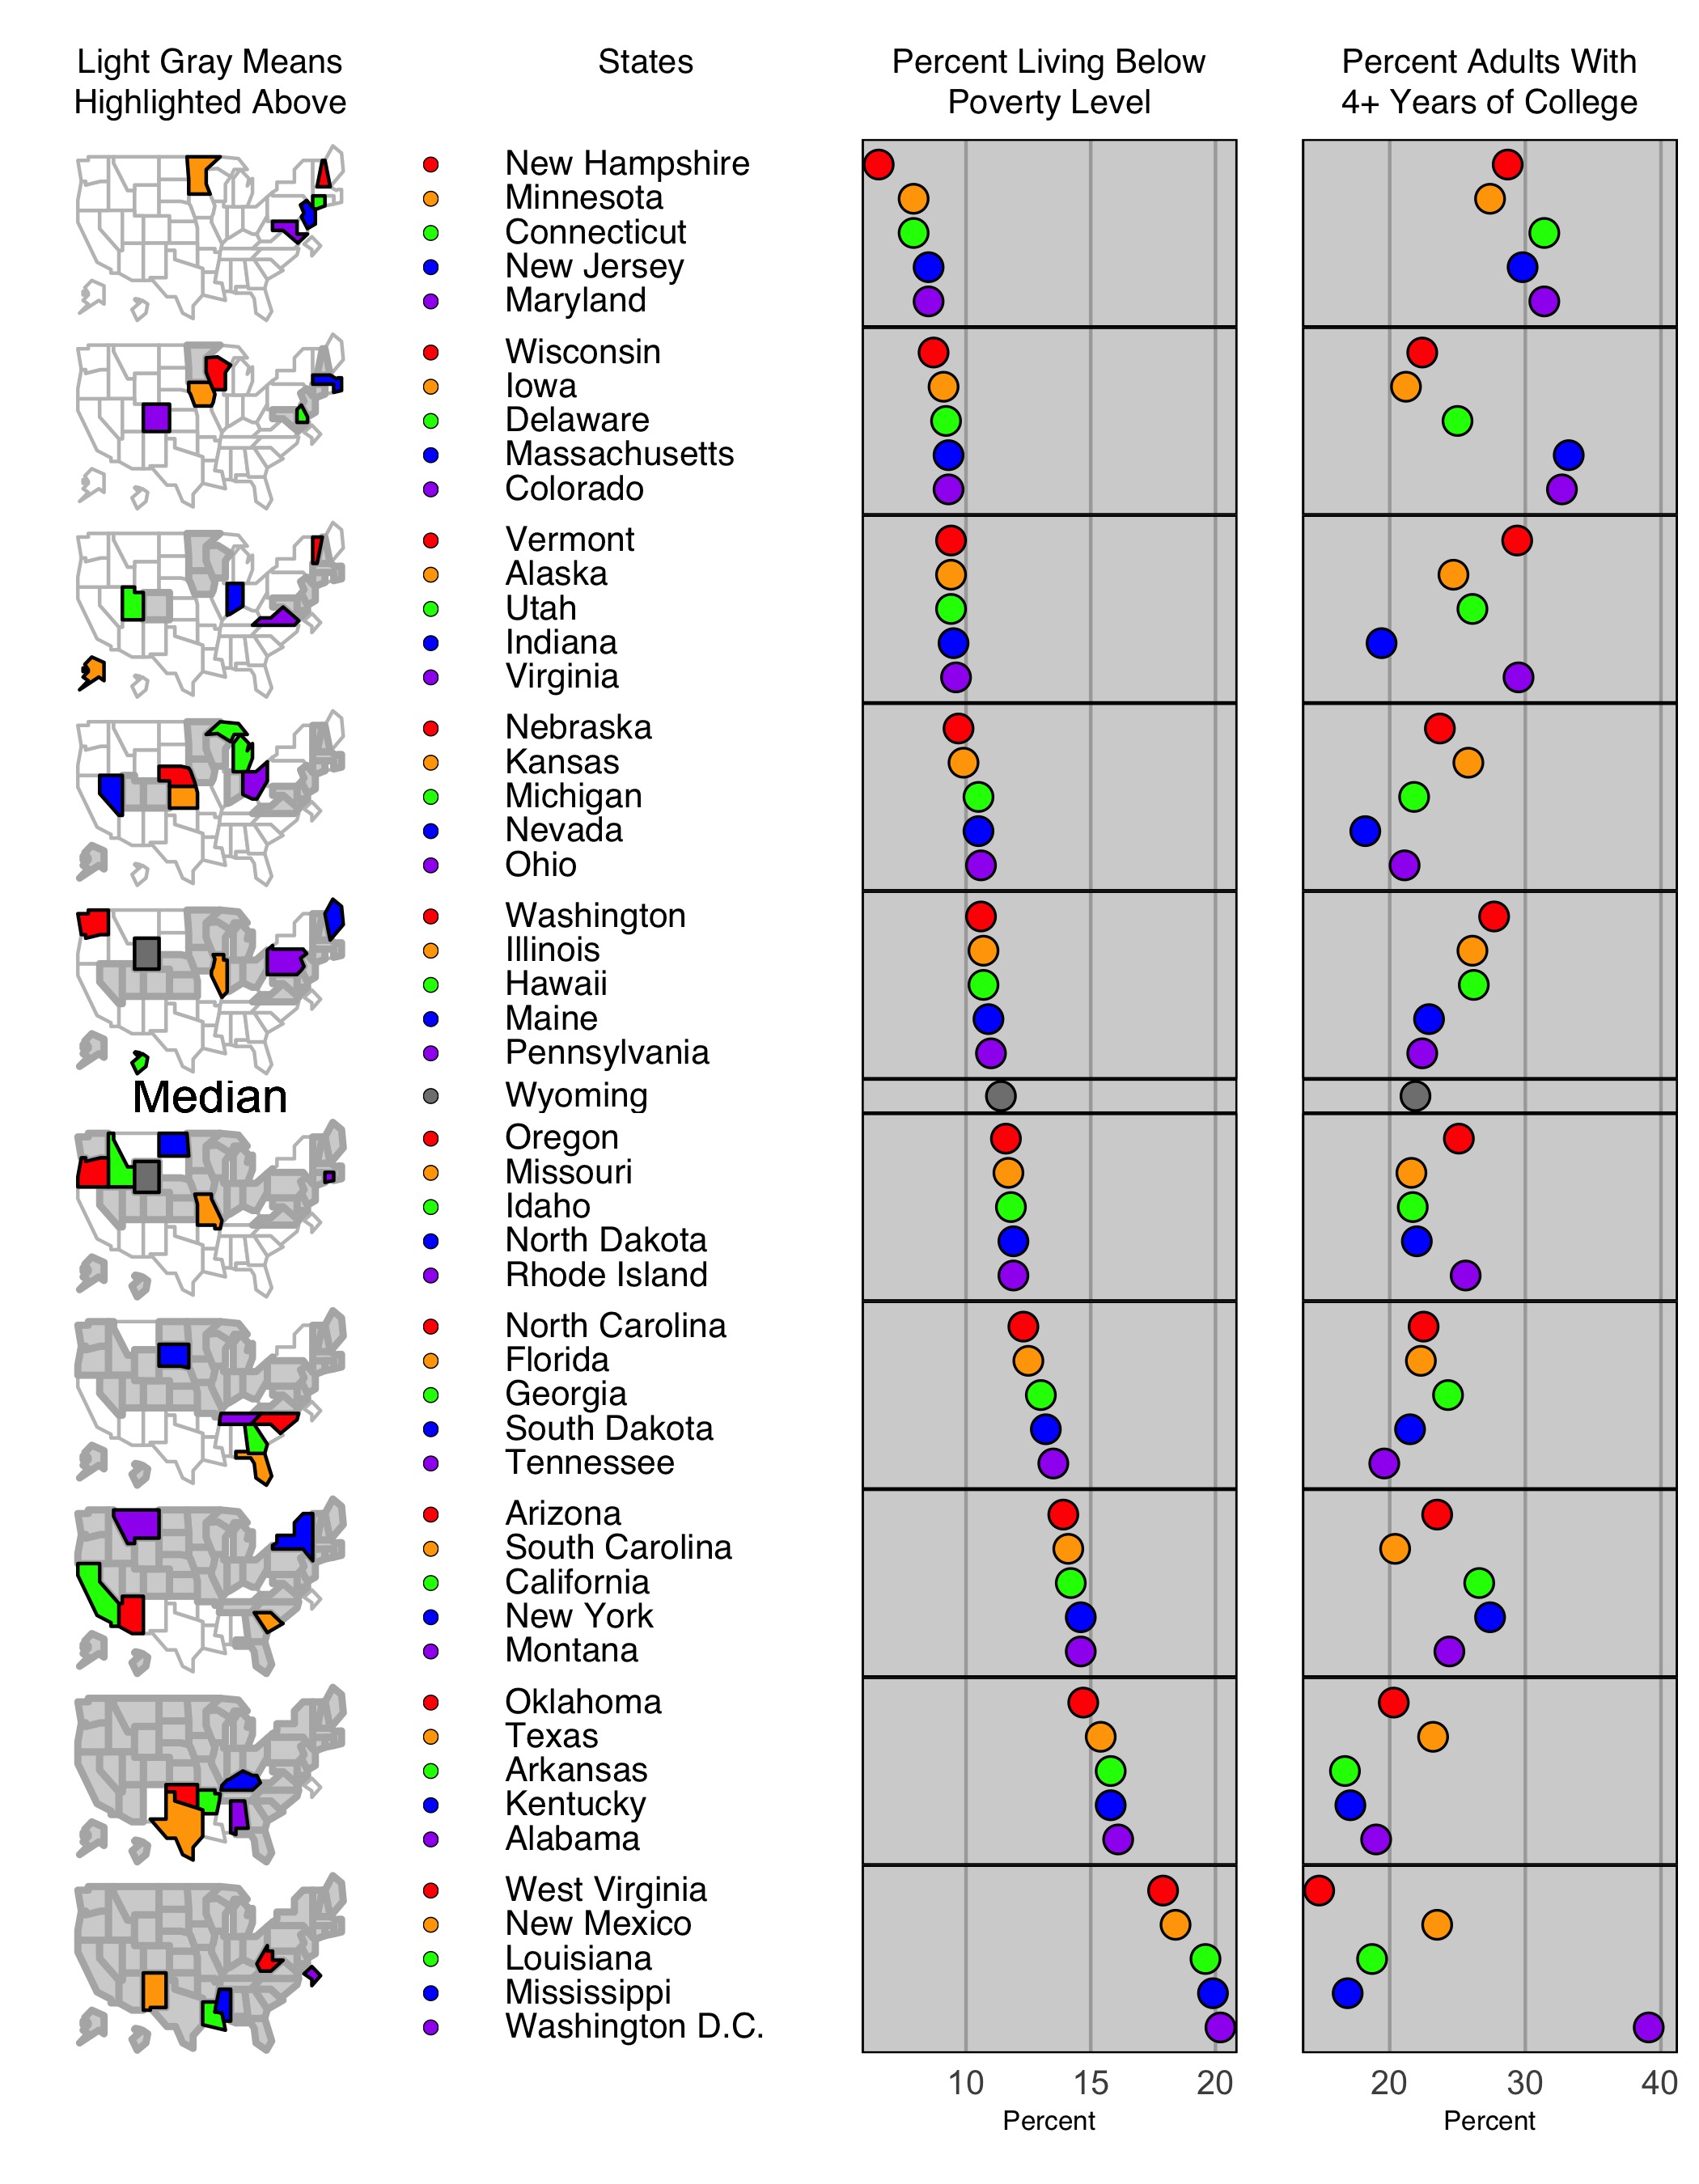 Light Gray Means
Highlighted Above
States
Percent Living Below
Poverty Level
Percent Adults With
4+ Years of College
New Hampshire
Minnesota
Connecticut
New Jersey
Maryland
Wisconsin
Iowa
Delaware
Massachusetts
Colorado
Vermont
Alaska
Utah
Indiana
Virginia
Nebraska
Kansas
Michigan
Nevada
Ohio
Washington
Illinois
Hawaii
Maine
Pennsylvania
Median
Wyoming
Oregon
Missouri
Idaho
North Dakota
Rhode Island
North Carolina
Florida
Georgia
South Dakota
Tennessee
Arizona
South Carolina
California
New York
Montana
Oklahoma
Texas
Arkansas
Kentucky
Alabama
West Virginia
New Mexico
Louisiana
Mississippi
Washington D.C.
10 15 20
Percent
20 30 40
Percent